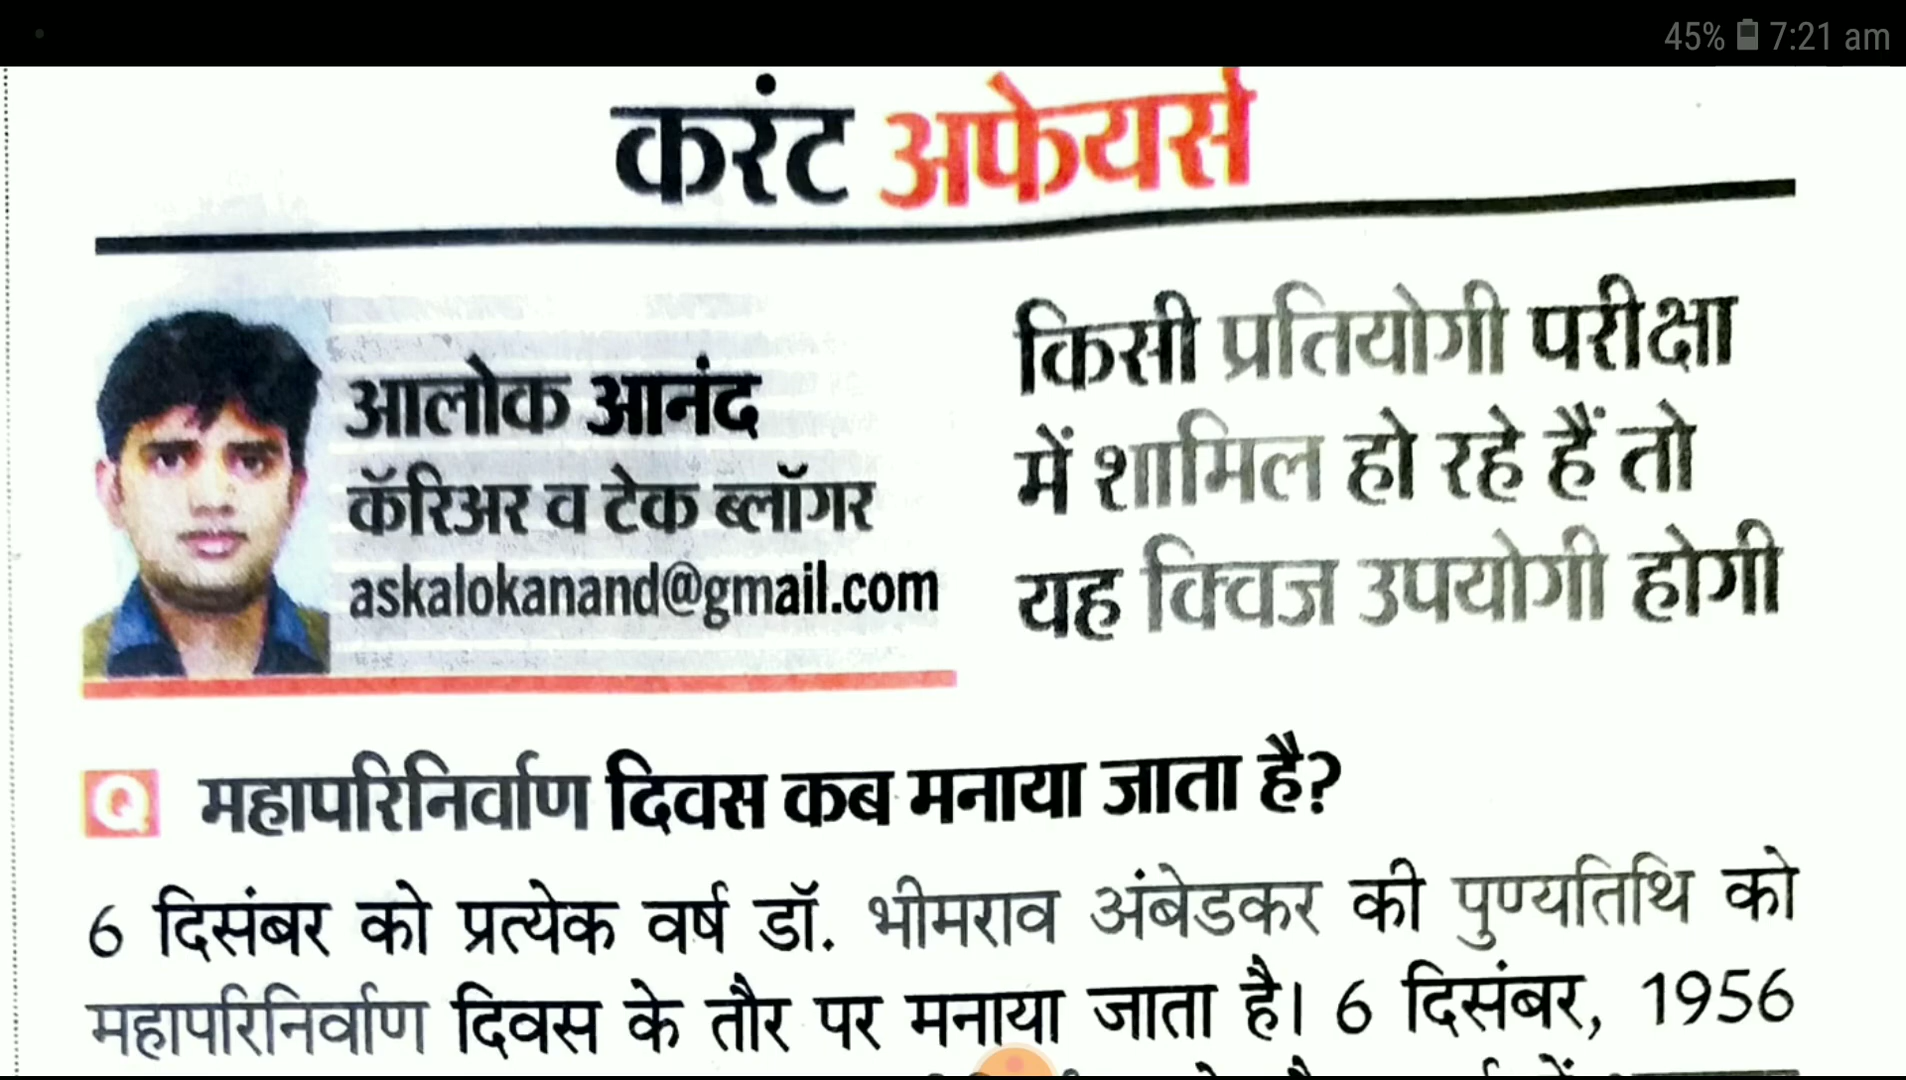 45% 7:21 am
करंट अफेयर्स
आलोक आनंद
कॅरिअर व टेक ब्लॉगर
askalokanand@gmail.com
किसी प्रतियोगी परीक्षा
में शामिल हो रहे हैं तो
यह क्विज उपयोगी होगी
Q महापरिनिर्वाण दिवस कब मनाया जाता है?
6 दिसंबर को प्रत्येक वर्ष डॉ. भीमराव अंबेडकर की पुण्यतिथि को
महापरिनिर्वाण दिवस के तौर पर मनाया जाता है। 6 दिसंबर, 1956